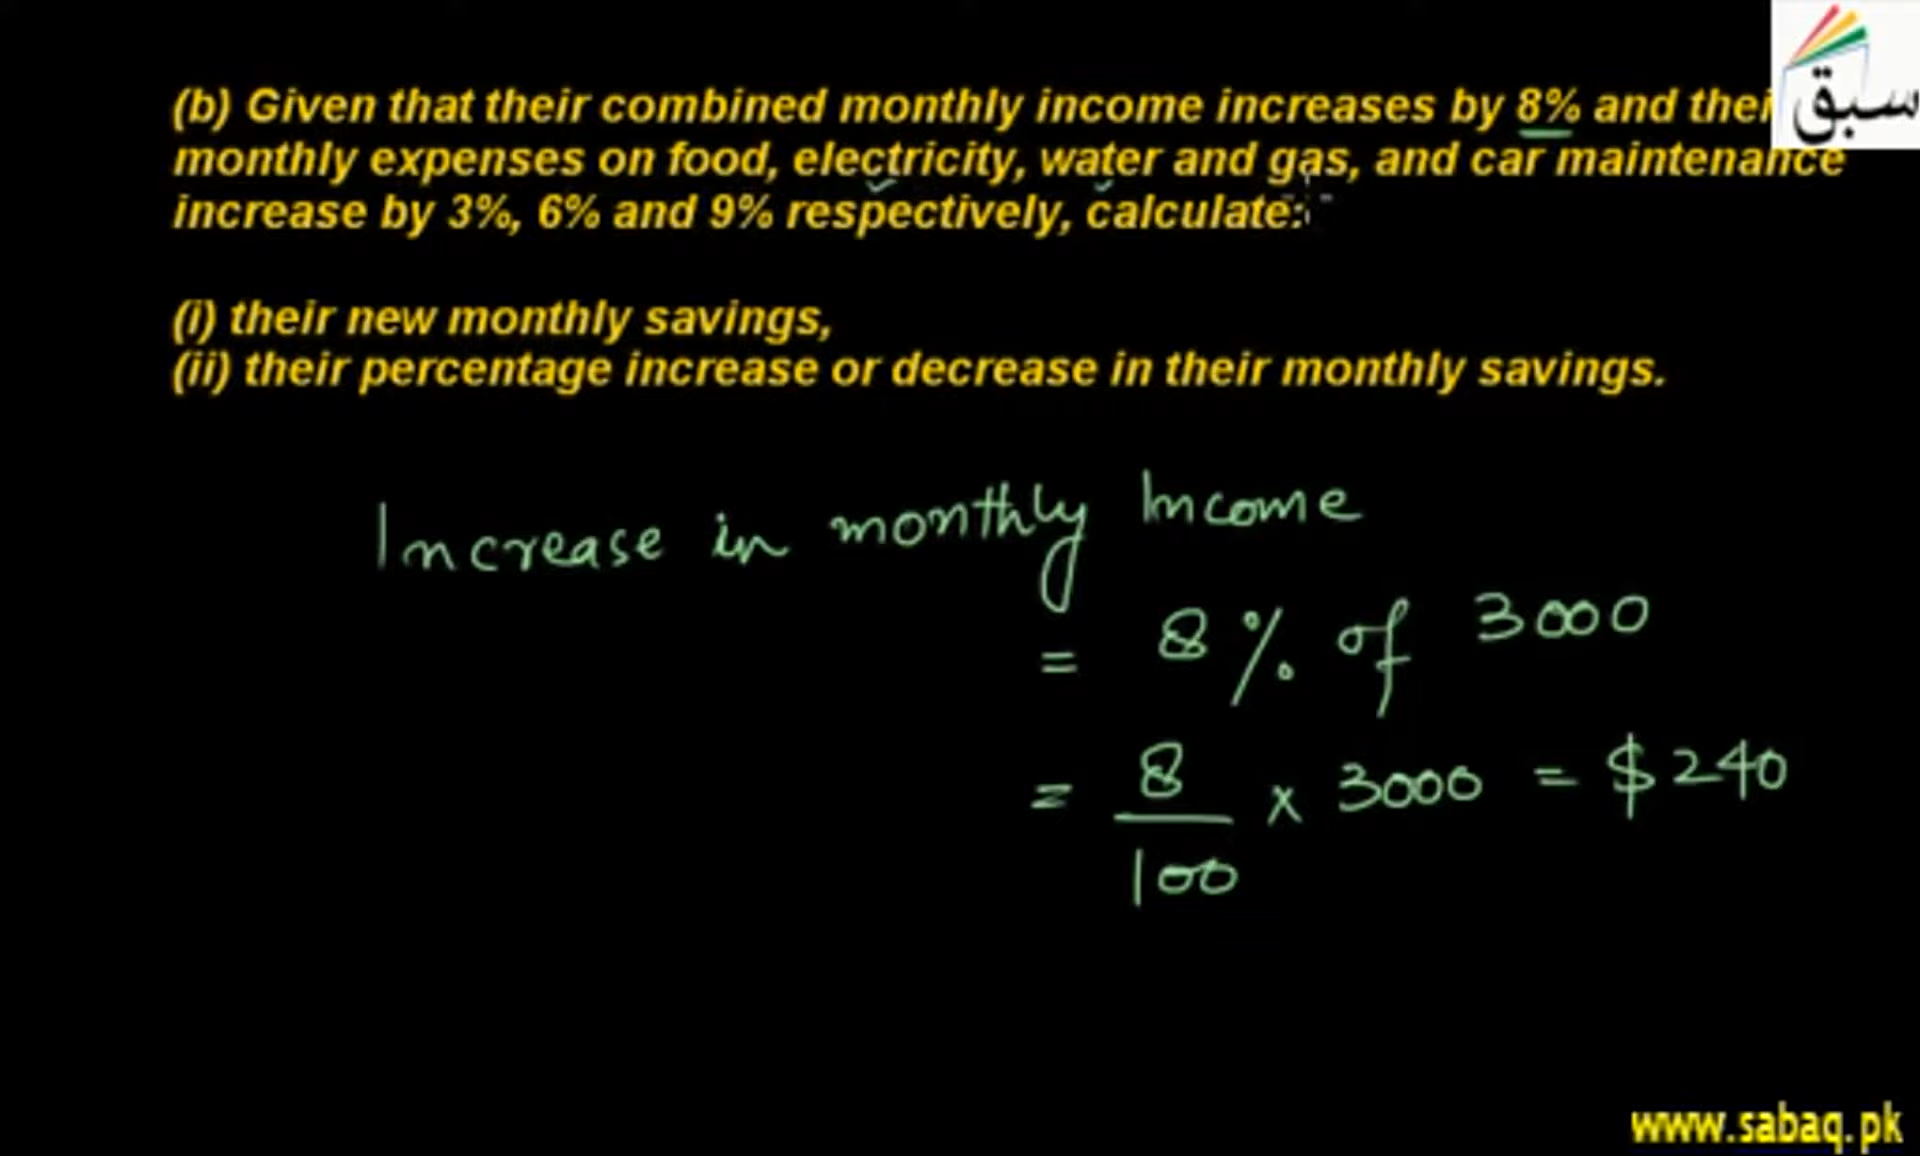 سبق
(b) Given that their combined monthly income increases by 8% and thei
monthly expenses on food, electricity, water and gas, and car maintenance
increase by 3%, 6% and 9% respectively, calculate:
(i) their new monthly savings,
(ii) their percentage increase or decrease in their monthly savings.
Increase in monthly Income
= 8% of 3000
= 8/100 x 3000 = $240
www.sabaq.pk